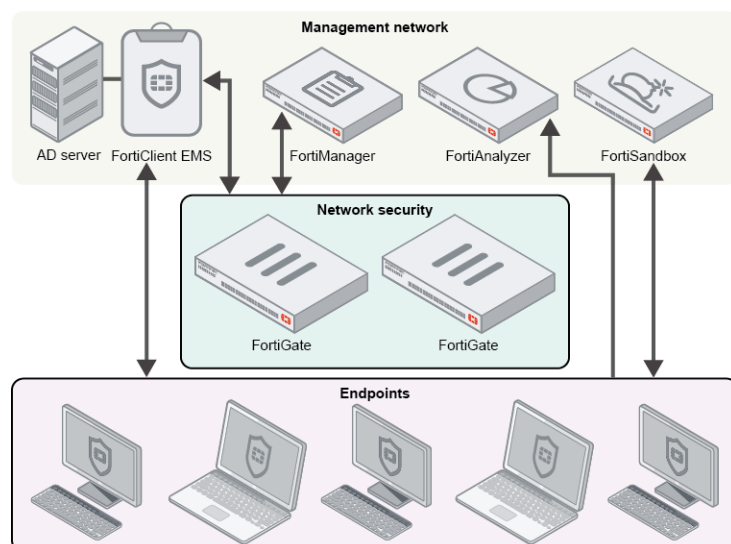 Management network
AD server
FortiClient EMS
FortiManager
FortiAnalyzer
FortiSandbox
Network security
FortiGate
FortiGate
Endpoints